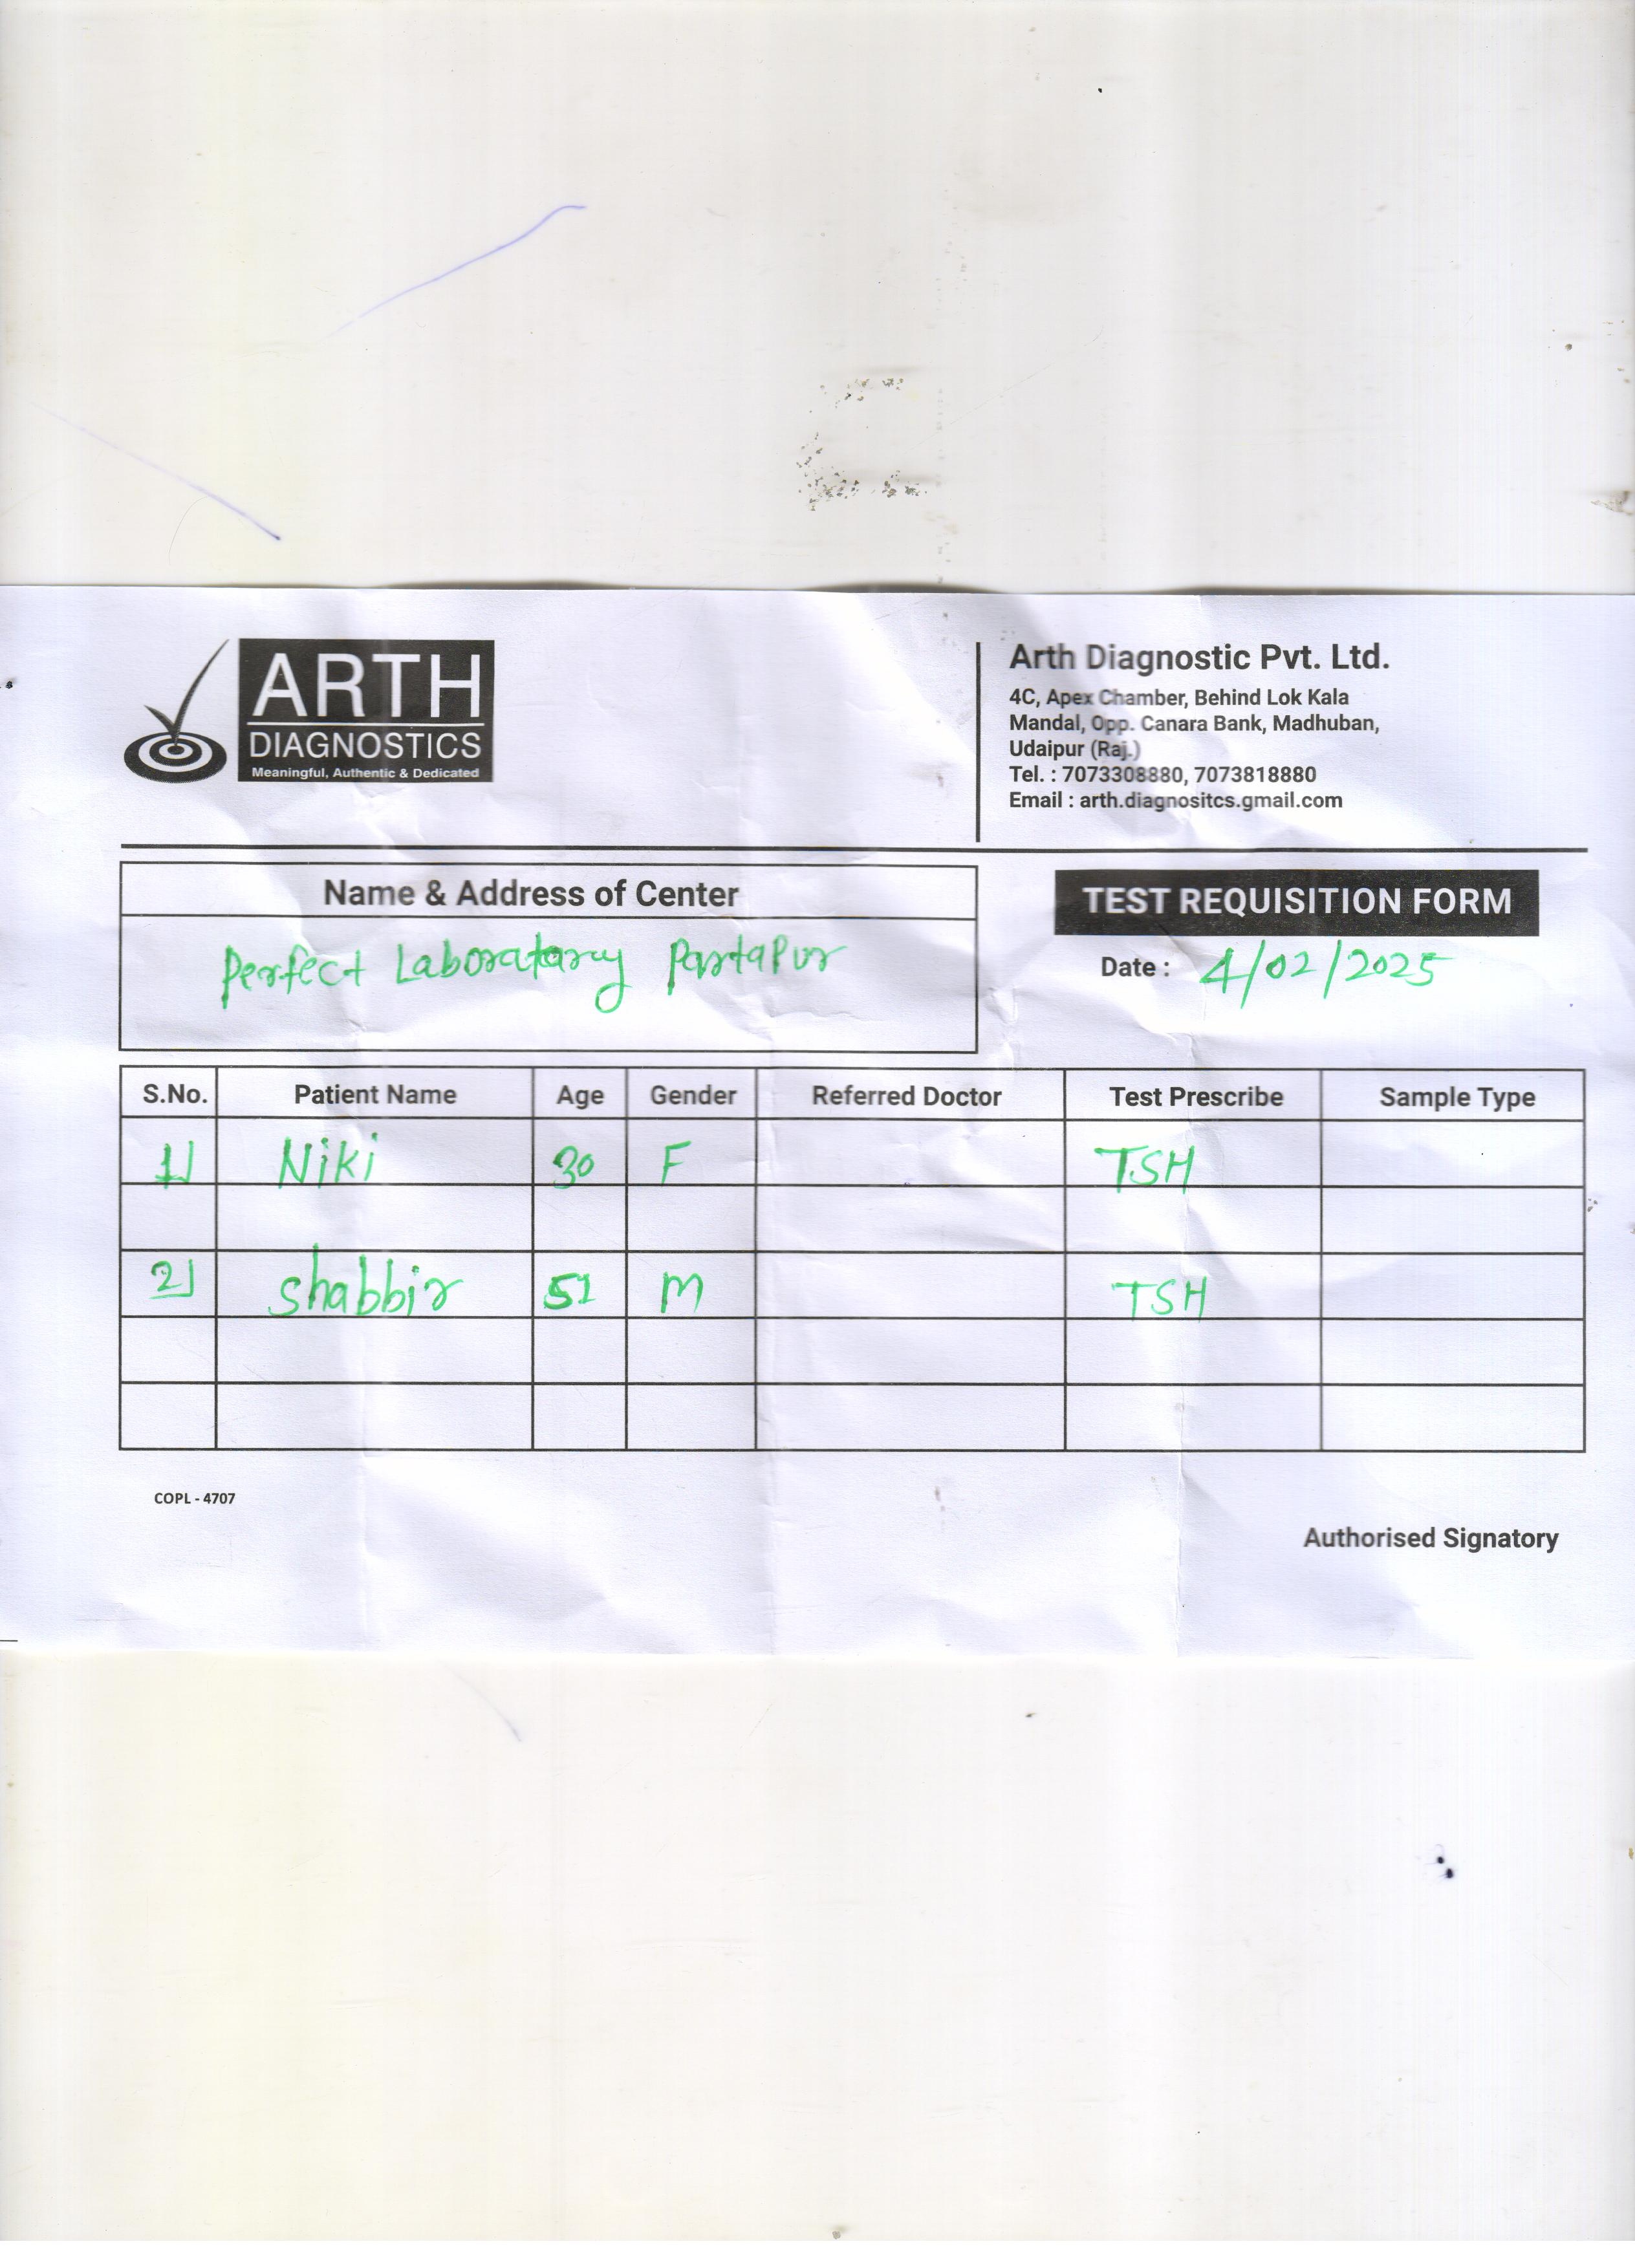 ARTH
DIAGNOSTICS
Meaningful, Authentic & Dedicated
Arth Diagnostic Pvt. Ltd.
4C, Apex Chamber, Behind Lok Kala
Mandal, Opp. Canara Bank, Madhuban,
Udaipur (Raj.)
Tel. : 7073308880, 7073818880
Email : arth.diagnositcs.gmail.com
Name & Address of Center
Perfect Laboratary Partapur
TEST REQUISITION FORM
Date : 4/02/2025
S.No. Patient Name Age Gender Referred Doctor Test Prescribe Sample Type
1) Niki 30 F TSH
2) Shabbir 51 M TSH
COPL - 4707
Authorised Signatory